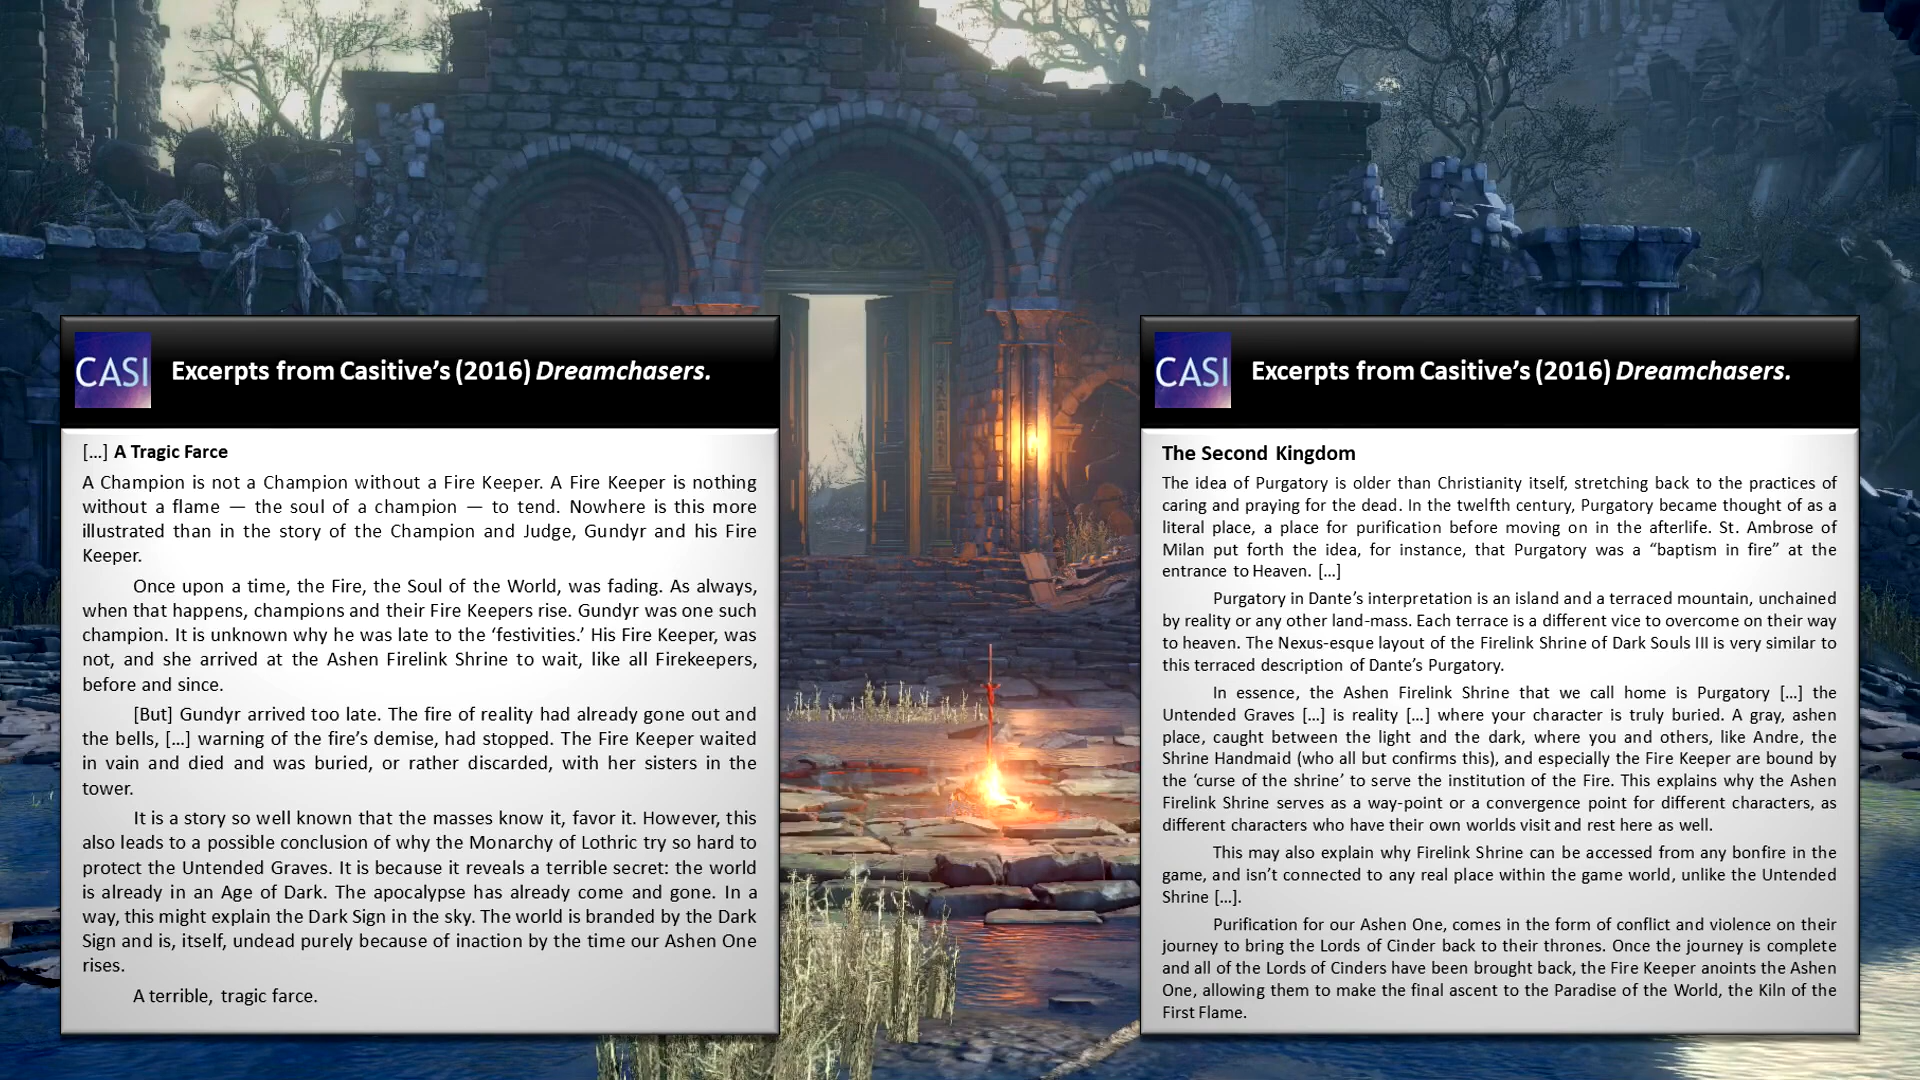 CASI
Excerpts from Casitive’s (2016) Dreamchasers.
[...] A Tragic Farce
A Champion is not a Champion without a Fire Keeper. A Fire Keeper is nothing
without a flame — the soul of a champion — to tend. Nowhere is this more
illustrated than in the story of the Champion and Judge, Gundyr and his Fire
Keeper.
Once upon a time, the Fire, the Soul of the World, was fading. As always,
when that happens, champions and their Fire Keepers rise. Gundyr was one such
champion. It is unknown why he was late to the ‘festivities.’ His Fire Keeper, was
not, and she arrived at the Ashen Firelink Shrine to wait, like all Firekeepers,
before and since.
[But] Gundyr arrived too late. The fire of reality had already gone out and
the bells, [...] warning of the fire’s demise, had stopped. The Fire Keeper waited
in vain and died and was buried, or rather discarded, with her sisters in the
tower.
It is a story so well known that the masses know it, favor it. However, this
also leads to a possible conclusion of why the Monarchy of Lothric try so hard to
protect the Untended Graves. It is because it reveals a terrible secret: the world
is already in an Age of Dark. The apocalypse has already come and gone. In a
way, this might explain the Dark Sign in the sky. The world is branded by the Dark
Sign and is, itself, undead purely because of inaction by the time our Ashen One
rises.
A terrible, tragic farce.
CASI
Excerpts from Casitive’s (2016) Dreamchasers.
The Second Kingdom
The idea of Purgatory is older than Christianity itself, stretching back to the practices of
caring and praying for the dead. In the twelfth century, Purgatory became thought of as a
literal place, a place for purification before moving on in the afterlife. St. Ambrose of
Milan put forth the idea, for instance, that Purgatory was a “baptism in fire” at the
entrance to Heaven. [...]
Purgatory in Dante’s interpretation is an island and a terraced mountain, unchained
by reality or any other land-mass. Each terrace is a different vice to overcome on their way
to heaven. The Nexus-esque layout of the Firelink Shrine of Dark Souls III is very similar to
this terraced description of Dante’s Purgatory.
In essence, the Ashen Firelink Shrine that we call home is Purgatory [...] the
Untended Graves [...] is reality [...] where your character is truly buried. A gray, ashen
place, caught between the light and the dark, where you and others, like Andre, the
Shrine Handmaid (who all but confirms this), and especially the Fire Keeper are bound by
the ‘curse of the shrine’ to serve the institution of the Fire. This explains why the Ashen
Firelink Shrine serves as a way-point or a convergence point for different characters, as
different characters who have their own worlds visit and rest here as well.
This may also explain why Firelink Shrine can be accessed from any bonfire in the
game, and isn’t connected to any real place within the game world, unlike the Untended
Shrine [...].
Purification for our Ashen One, comes in the form of conflict and violence on their
journey to bring the Lords of Cinder back to their thrones. Once the journey is complete
and all of the Lords of Cinders have been brought back, the Fire Keeper anoints the Ashen
One, allowing them to make the final ascent to the Paradise of the World, the Kiln of the
First Flame.